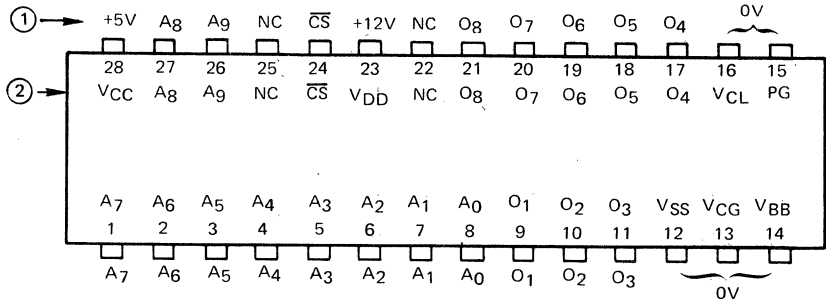 0V
① +5V A8 A9 NC C̅S̅ +12V NC O8 O7 O6 O5 O4
28 27 26 25 24 23 22 21 20 19 18 17 16 15
② VCC A8 A9 NC C̅S̅ VDD NC O8 O7 O6 O5 O4 VCL PG
A7 A6 A5 A4 A3 A2 A1 A0 O1 O2 O3 VSS VCG VBB
1 2 3 4 5 6 7 8 9 10 11 12 13 14
A7 A6 A5 A4 A3 A2 A1 A0 O1 O2 O3
0V